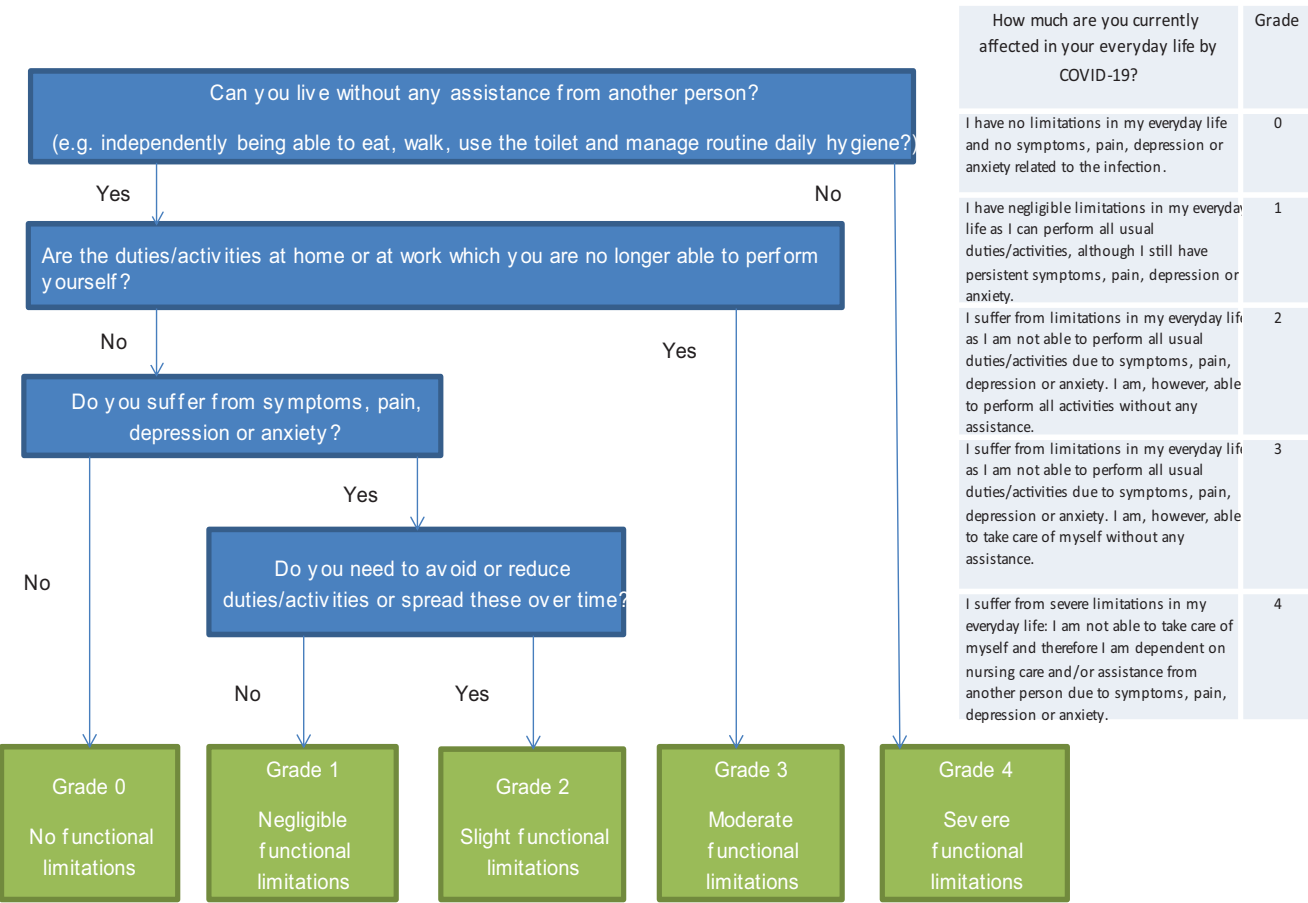 Can you live without any assistance from another person?
(e.g. independently being able to eat, walk, use the toilet and manage routine daily hygiene?)
Yes
No
Are the duties/activities at home or at work which you are no longer able to perform
yourself?
No
Yes
Do you suffer from symptoms, pain,
depression or anxiety?
No
Yes
Do you need to avoid or reduce
duties/activities or spread these over time?
No
Yes
Grade 0
No functional
limitations
Grade 1
Negligible
functional
limitations
Grade 2
Slight functional
limitations
Grade 3
Moderate
functional
limitations
Grade 4
Severe
functional
limitations
How much are you currently
affected in your everyday life by
COVID-19?
Grade
I have no limitations in my everyday life
and no symptoms, pain, depression or
anxiety related to the infection.
0
I have negligible limitations in my everyday
life as I can perform all usual
duties/activities, although I still have
persistent symptoms, pain, depression or
anxiety.
1
I suffer from limitations in my everyday life
as I am not able to perform all usual
duties/activities due to symptoms, pain,
depression or anxiety. I am, however, able
to perform all activities without any
assistance.
2
I suffer from limitations in my everyday life
as I am not able to perform all usual
duties/activities due to symptoms, pain,
depression or anxiety. I am, however, able
to take care of myself without any
assistance.
3
I suffer from severe limitations in my
everyday life: I am not able to take care of
myself and therefore I am dependent on
nursing care and/or assistance from
another person due to symptoms, pain,
depression or anxiety.
4